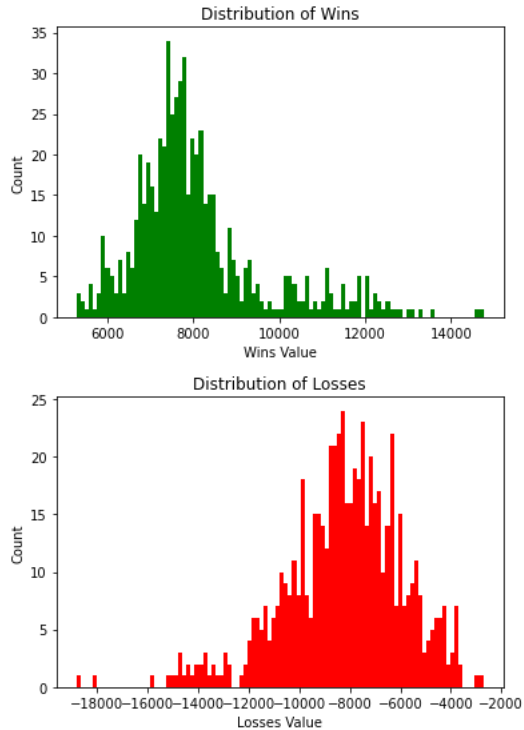 Distribution of Wins
35
30
25
20
15
10
5
0
Count
6000 8000 10000 12000 14000
Wins Value
Distribution of Losses
25
20
15
10
5
0
Count
−18000−16000−14000−12000−10000 −8000 −6000 −4000 −2000
Losses Value